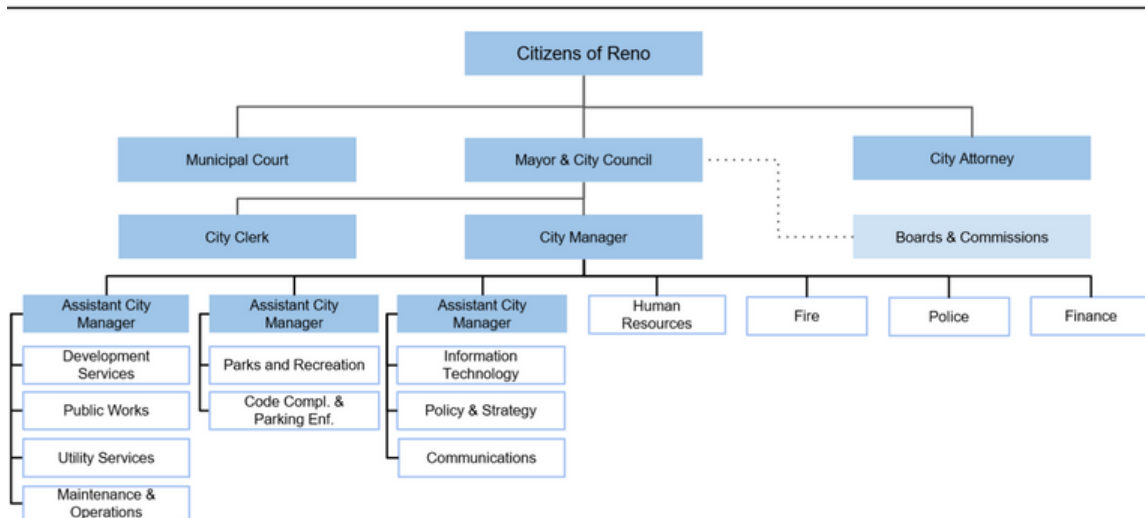 Citizens of Reno
Municipal Court
Mayor & City Council
City Attorney
City Clerk
City Manager
Boards & Commissions
Assistant City
Manager
Assistant City
Manager
Assistant City
Manager
Human
Resources
Fire
Police
Finance
Development
Services
Parks and Recreation
Information
Technology
Public Works
Code Compl. &
Parking Enf.
Policy & Strategy
Utility Services
Communications
Maintenance &
Operations